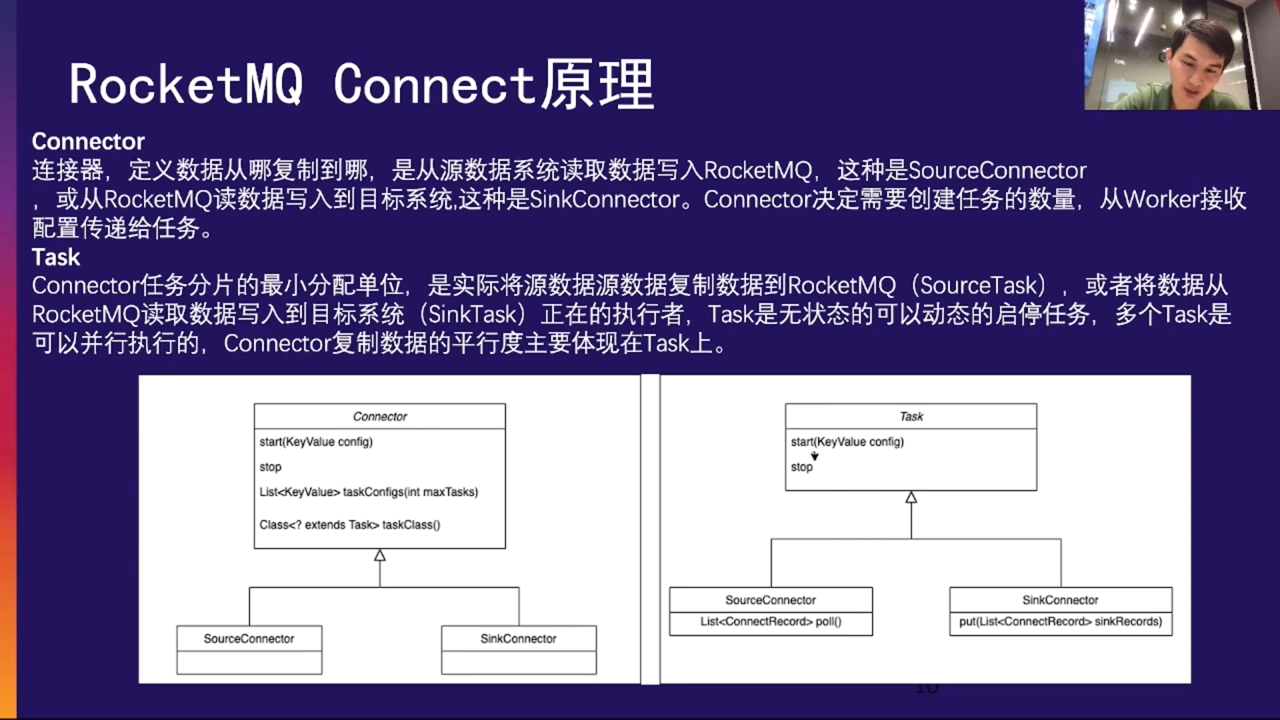 RocketMQ Connect原理
Connector
连接器，定义数据从哪复制到哪，是从源数据系统读取数据写入RocketMQ，这种是SourceConnector
，或从RocketMQ读数据写入到目标系统,这种是SinkConnector。Connector决定需要创建任务的数量，从Worker接收
配置传递给任务。
Task
Connector任务分片的最小分配单位，是实际将源数据源数据复制数据到RocketMQ（SourceTask），或者将数据从
RocketMQ读取数据写入到目标系统（SinkTask）正在的执行者，Task是无状态的可以动态的启停任务，多个Task是
可以并行执行的，Connector复制数据的平行度主要体现在Task上。
Connector
start(KeyValue config)
stop
List<KeyValue> taskConfigs(int maxTasks)
Class<? extends Task> taskClass()
SourceConnector
SinkConnector
Task
start(KeyValue config)
stop
SourceConnector
List<ConnectRecord> poll()
SinkConnector
put(List<ConnectRecord> sinkRecords)
10